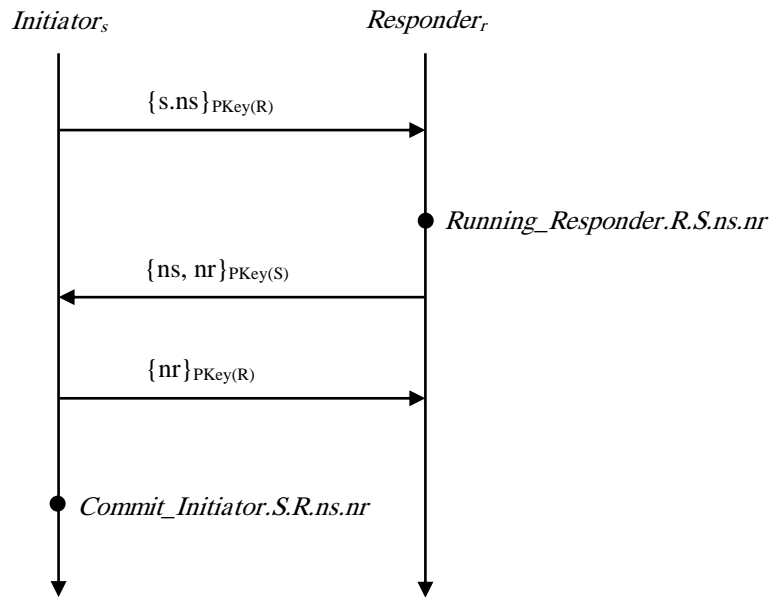 Initiatorₛ Responderᵣ
{s.ns}PKey(R)
Running_Responder.R.S.ns.nr
{ns, nr}PKey(S)
{nr}PKey(R)
Commit_Initiator.S.R.ns.nr